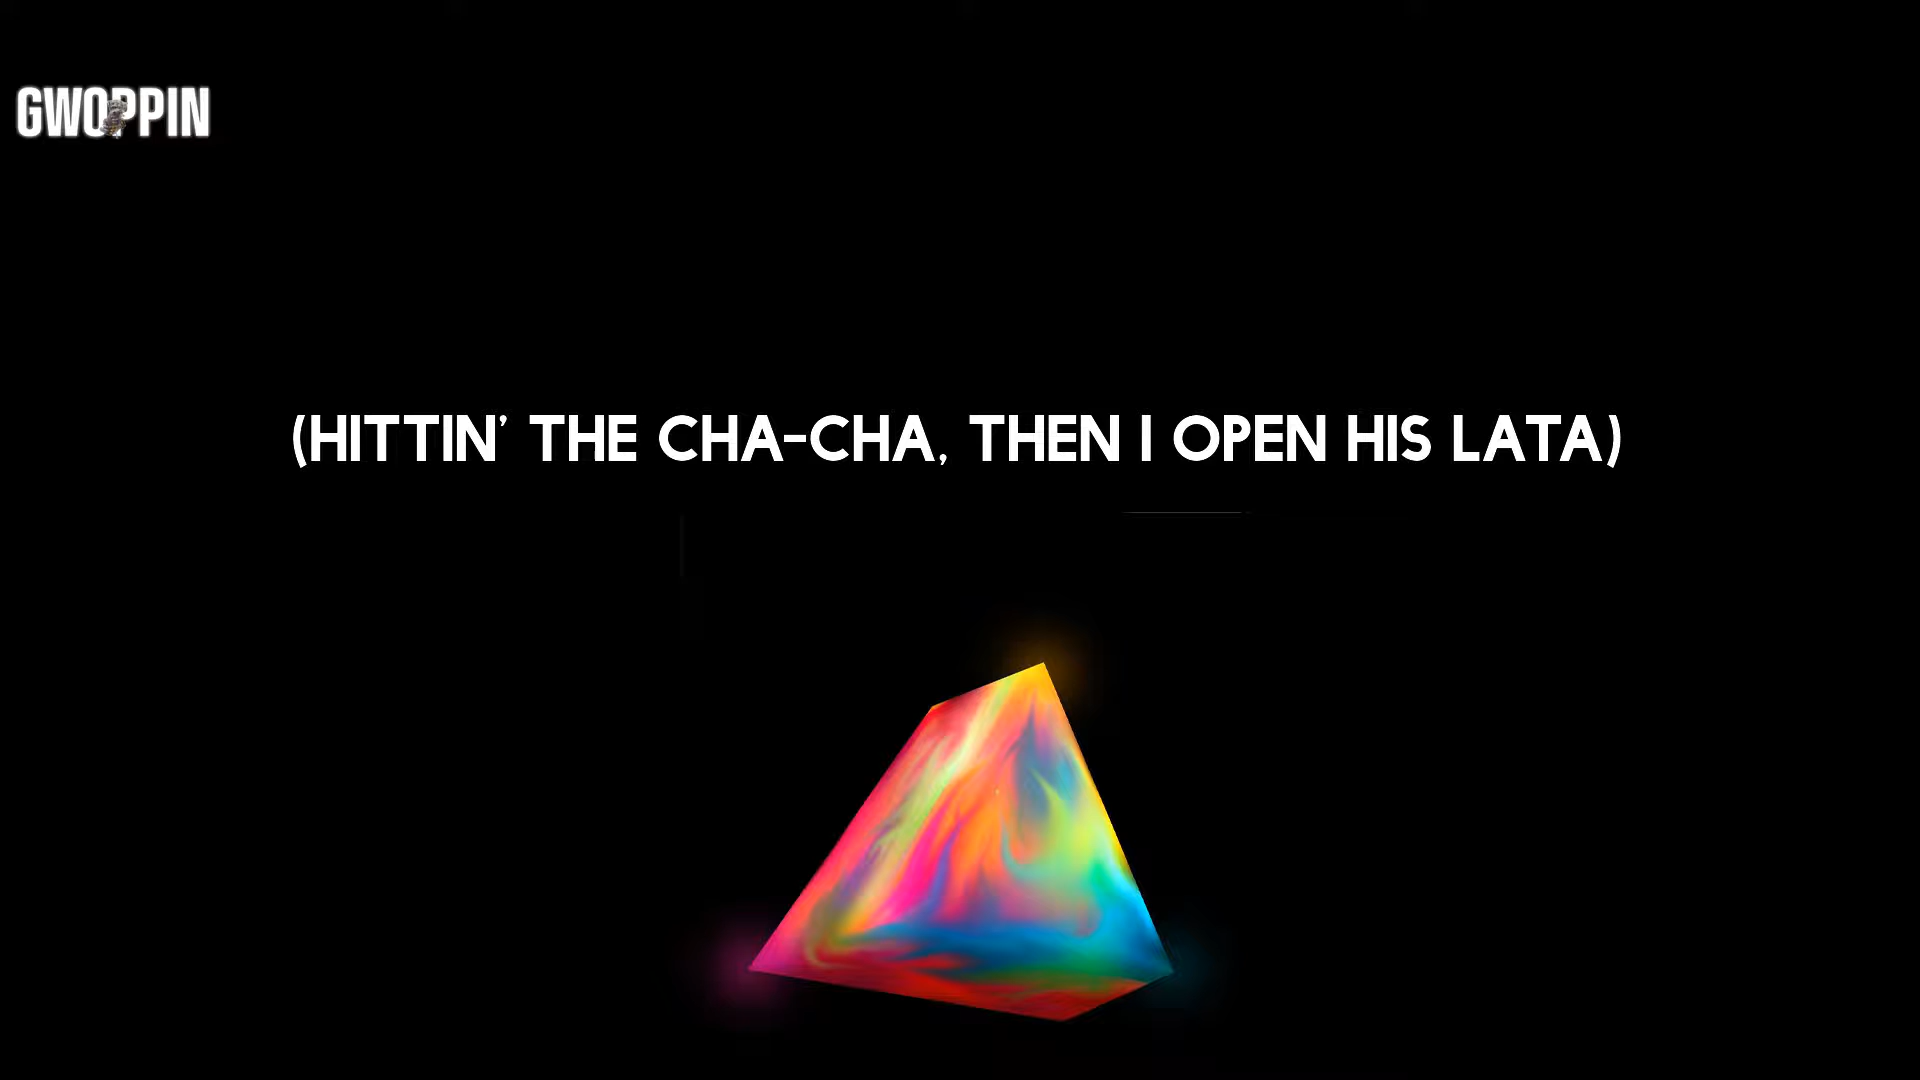 GWOPPIN
(HITTIN’ THE CHA-CHA, THEN I OPEN HIS LATA)